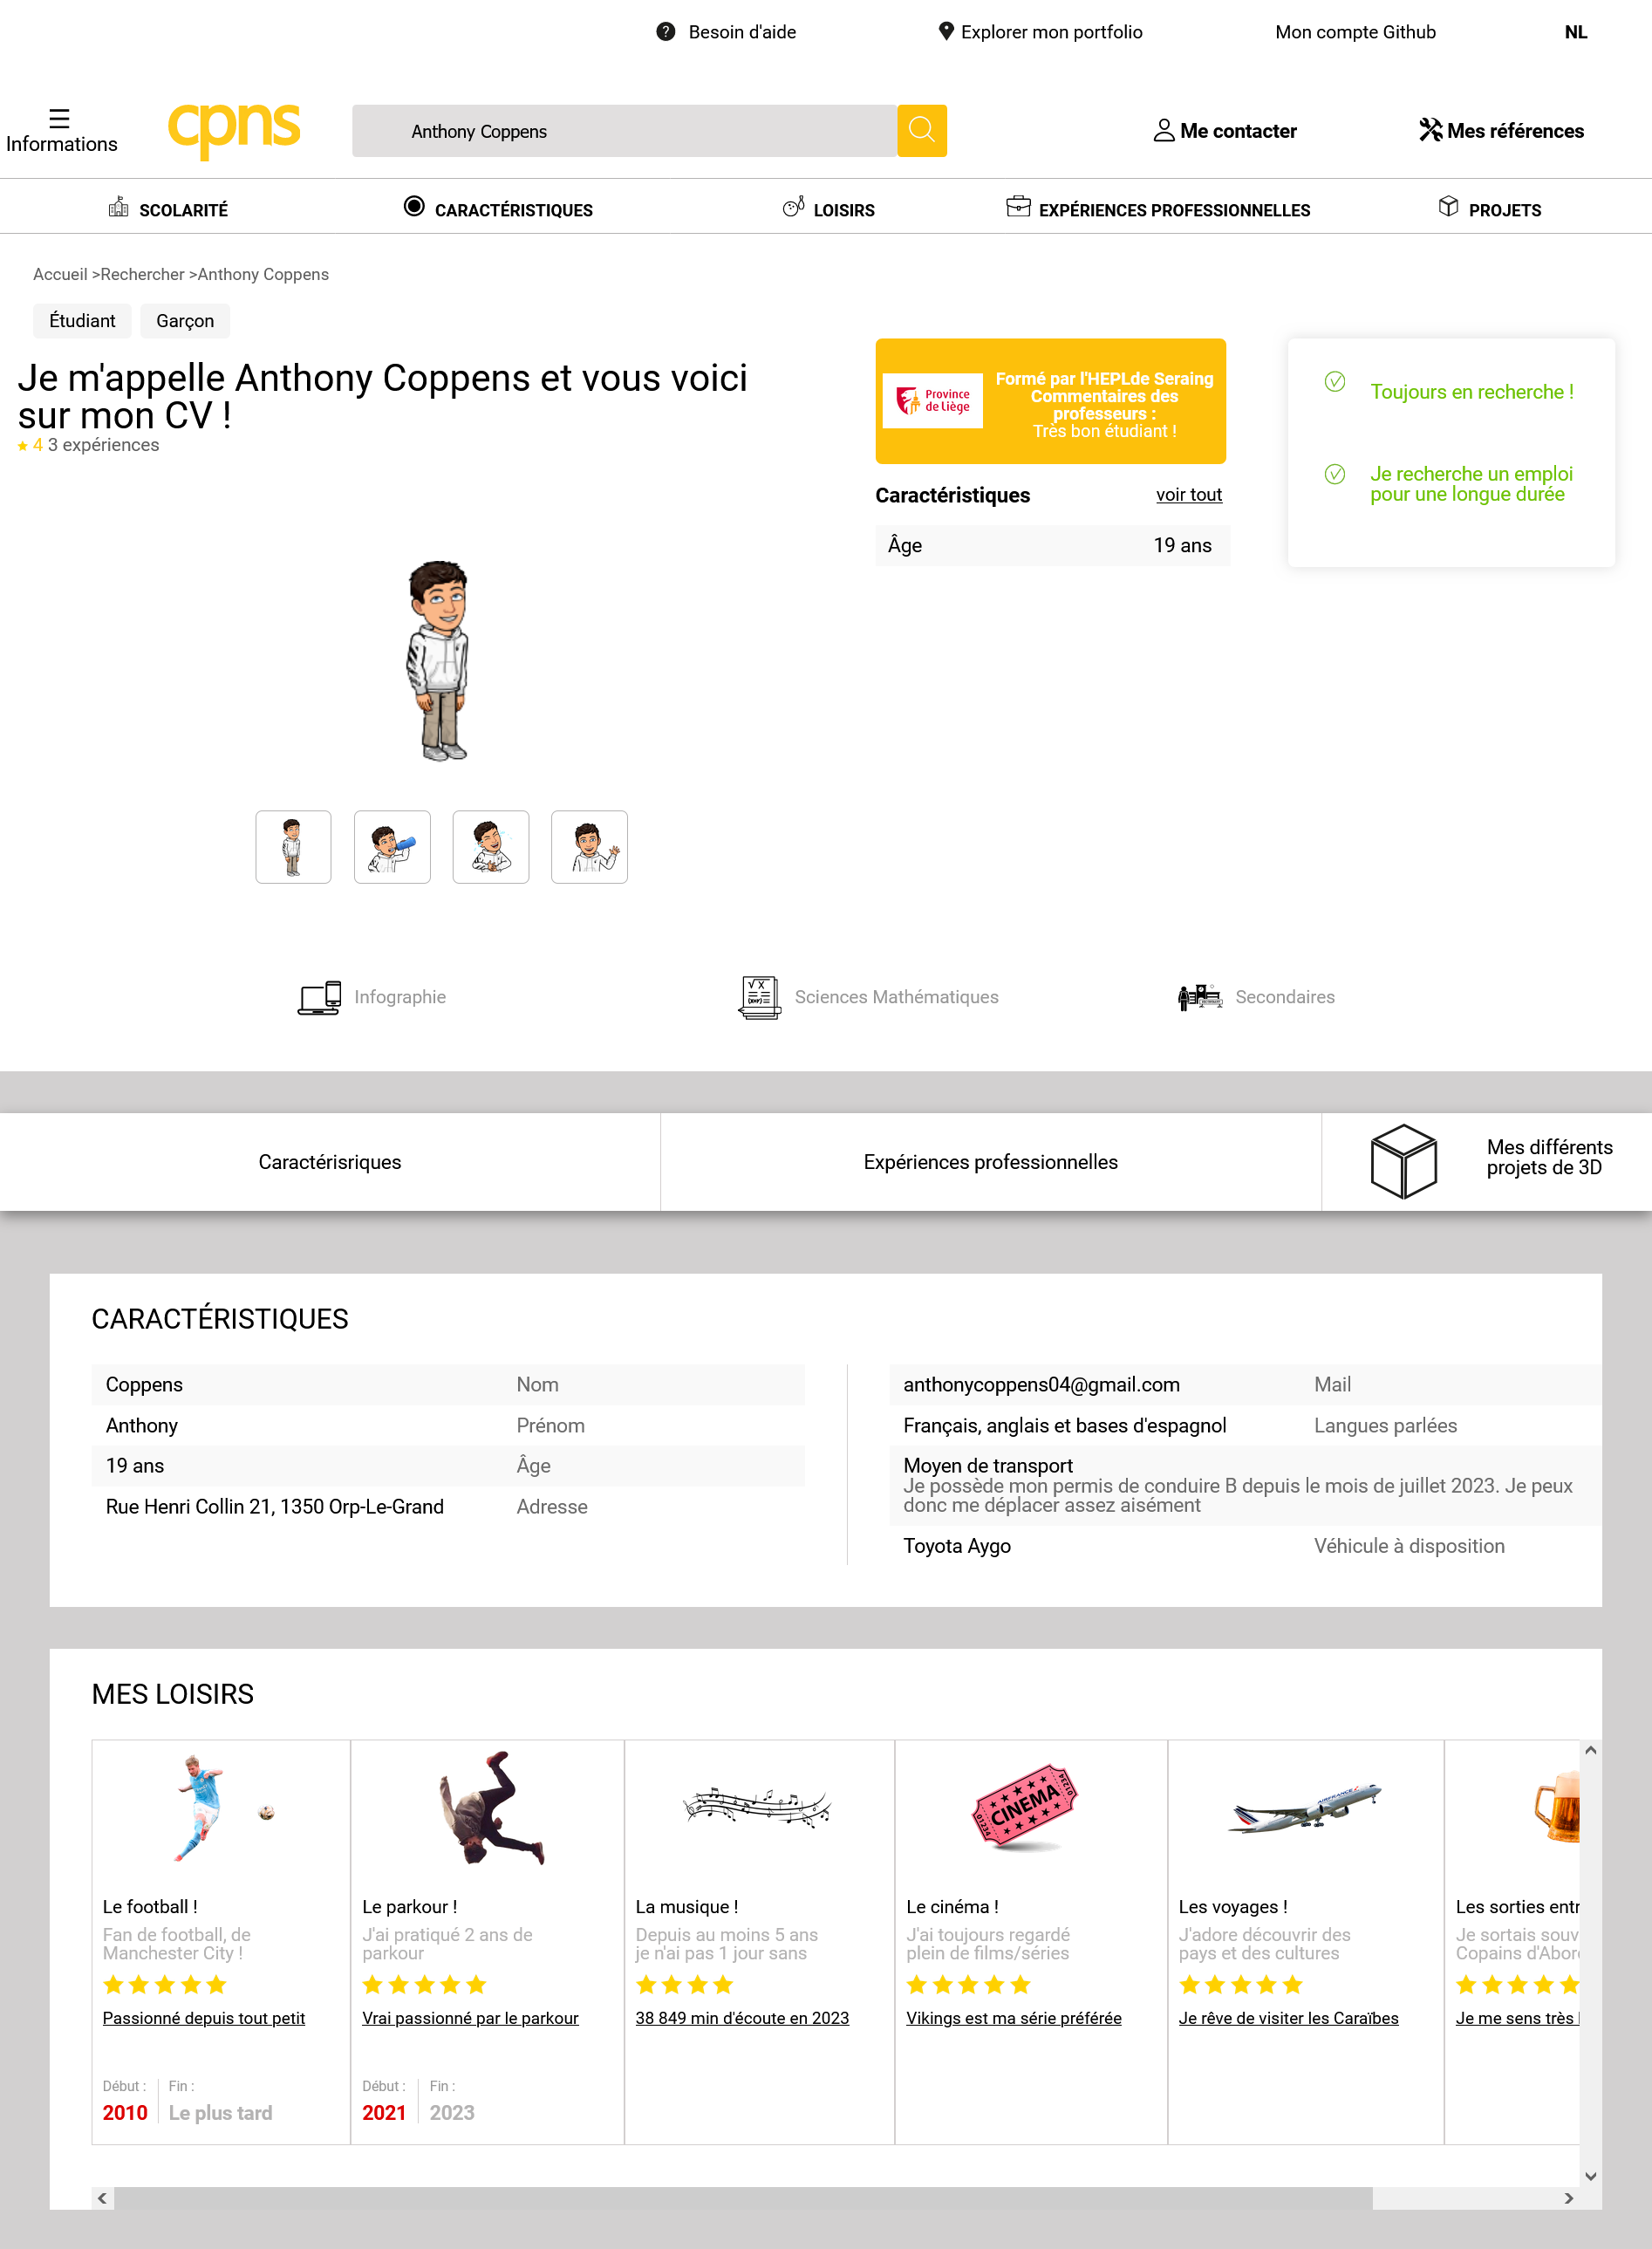 Besoin d'aide
Explorer mon portfolio
Mon compte Github
NL
Informations
cpns
Anthony Coppens
Me contacter
Mes références
SCOLARITÉ
CARACTÉRISTIQUES
LOISIRS
EXPÉRIENCES PROFESSIONNELLES
PROJETS
Accueil >Rechercher >Anthony Coppens
Étudiant
Garçon
Je m'appelle Anthony Coppens et vous voici
sur mon CV !
4 3 expériences
Province
de liège
Formé par l'HEPLde Seraing
Commentaires des
professeurs :
Très bon étudiant !
Caractéristiques
voir tout
Âge
19 ans
Toujours en recherche !
Je recherche un emploi
pour une longue durée
Infographie
Sciences Mathématiques
Secondaires
Caractérisriques
Expériences professionnelles
Mes différents
projets de 3D
CARACTÉRISTIQUES
Coppens
Nom
Anthony
Prénom
19 ans
Âge
Rue Henri Collin 21, 1350 Orp-Le-Grand
Adresse
anthonycoppens04@gmail.com
Mail
Français, anglais et bases d'espagnol
Langues parlées
Moyen de transport
Je possède mon permis de conduire B depuis le mois de juillet 2023. Je peux
donc me déplacer assez aisément
Toyota Aygo
Véhicule à disposition
MES LOISIRS
Le football !
Fan de football, de
Manchester City !
Passionné depuis tout petit
Début :
Fin :
2010
Le plus tard
Le parkour !
J'ai pratiqué 2 ans de
parkour
Vrai passionné par le parkour
Début :
Fin :
2021
2023
La musique !
Depuis au moins 5 ans
je n'ai pas 1 jour sans
38 849 min d'écoute en 2023
CINEMA
01234
01234
Le cinéma !
J'ai toujours regardé
plein de films/séries
Vikings est ma série préférée
AIRFRANCE
Les voyages !
J'adore découvrir des
pays et des cultures
Je rêve de visiter les Caraïbes
Les sorties entr
Je sortais souv
Copains d'Abor
Je me sens très